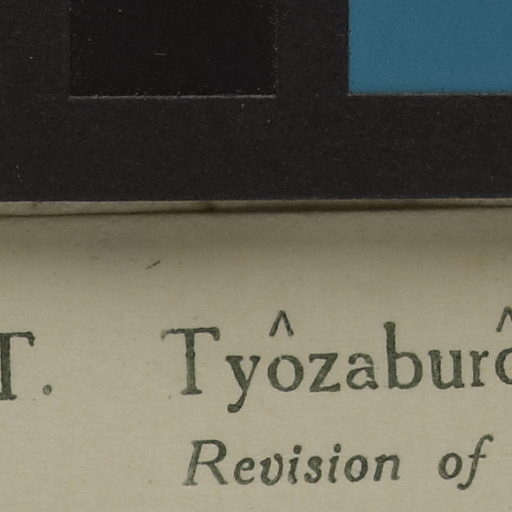 T. Tyôzaburô
Revision of